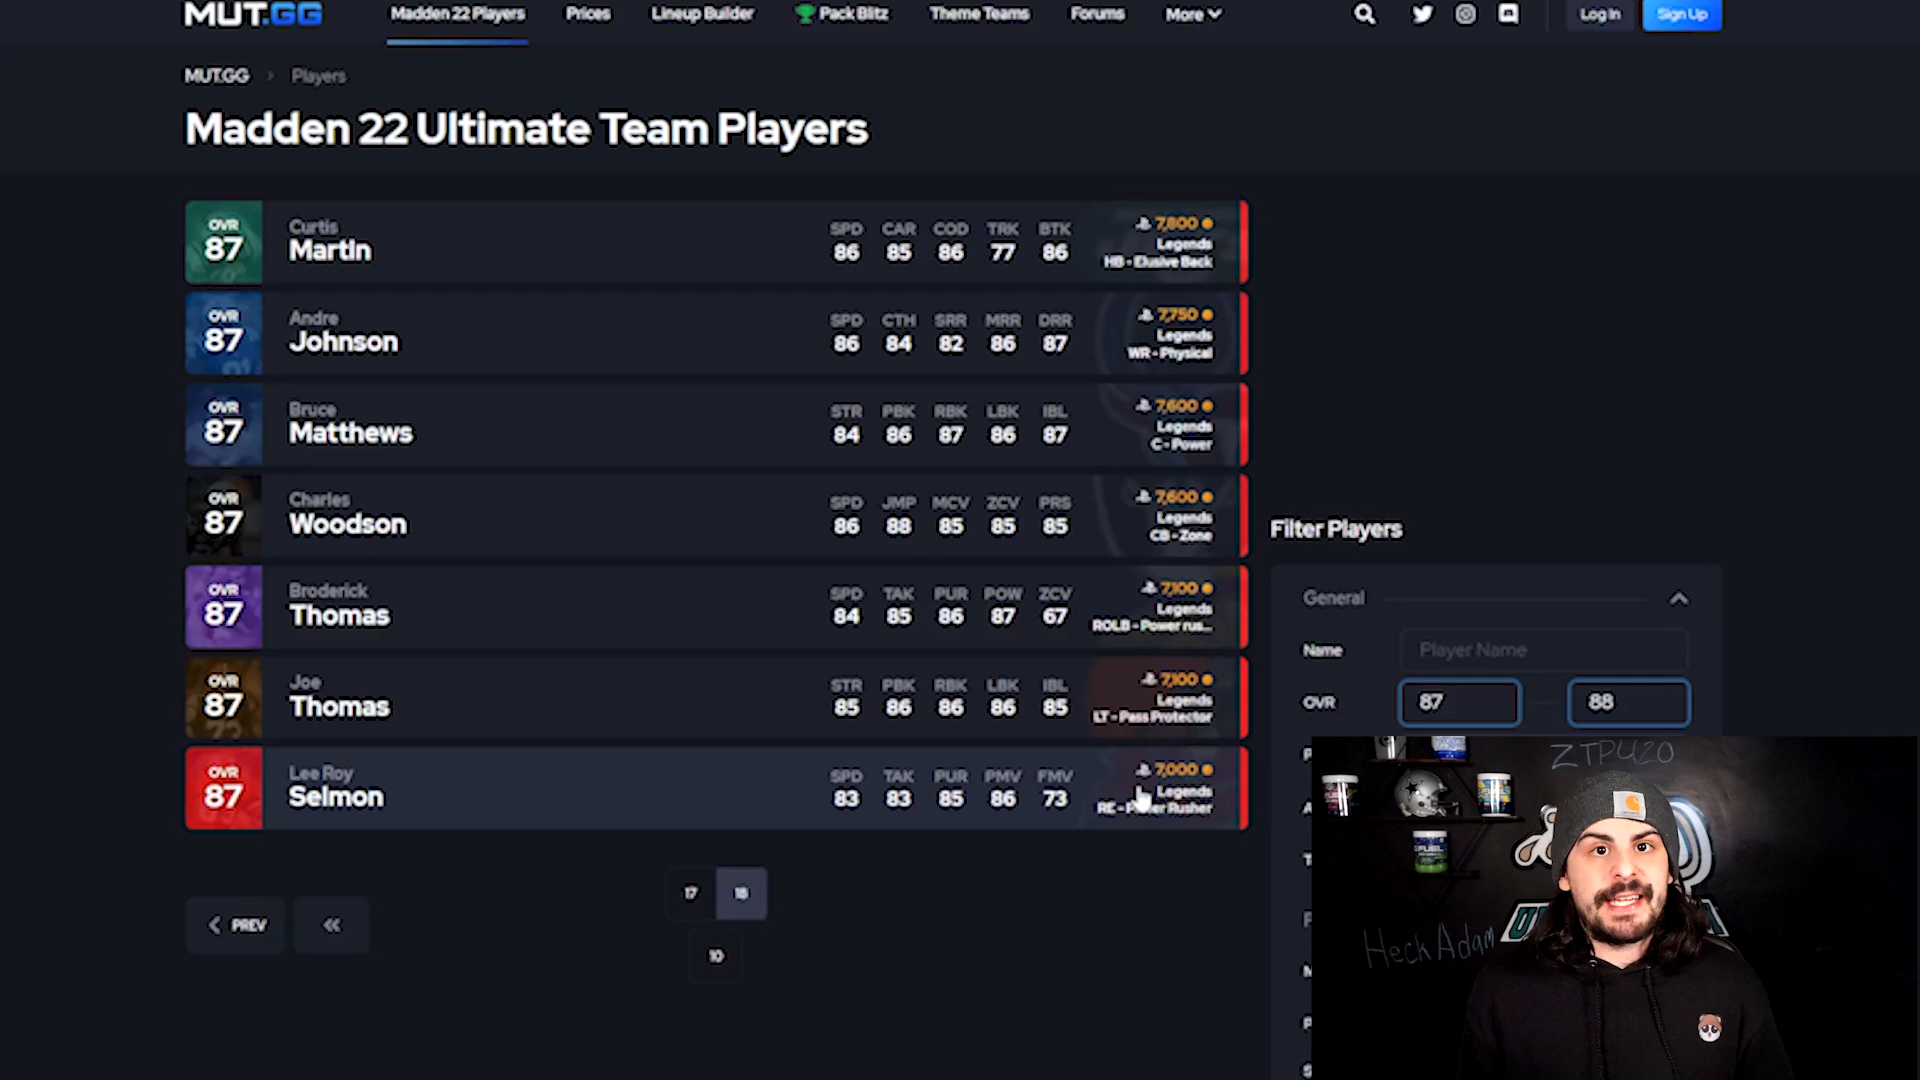 MUT.GG Madden 22 Players Prices Lineup Builder Pack Blitz Theme Teams Forums More Log In Sign Up
MUT.GG > Players
Madden 22 Ultimate Team Players
OVR 87 Curtis Martin SPD 86 CAR 85 COD 86 TRK 77 BTK 86 7,800 Legends HB - Elusive Back
OVR 87 Andre Johnson SPD 86 CTH 84 SRR 82 MRR 86 DRR 87 7,750 Legends WR - Physical
OVR 87 Bruce Matthews STR 84 PBK 86 RBK 87 LBK 86 IBL 87 7,600 Legends C - Power
OVR 87 Charles Woodson SPD 86 JMP 88 MCV 85 ZCV 85 PRS 85 7,600 Legends CB - Zone
OVR 87 Broderick Thomas SPD 84 TAK 85 PUR 86 POW 87 ZCV 67 7,100 Legends ROLB - Power rus...
OVR 87 Joe Thomas STR 85 PBK 86 RBK 86 LBK 86 IBL 85 7,100 Legends LT - Pass Protector
OVR 87 Lee Roy Selmon SPD 83 TAK 83 PUR 85 PMV 86 FMV 73 7,000 Legends RE - Power Rusher
< PREV «
17 18
10
Filter Players
General
Name Player Name
OVR 87 88
ZTP420
HeckAdam